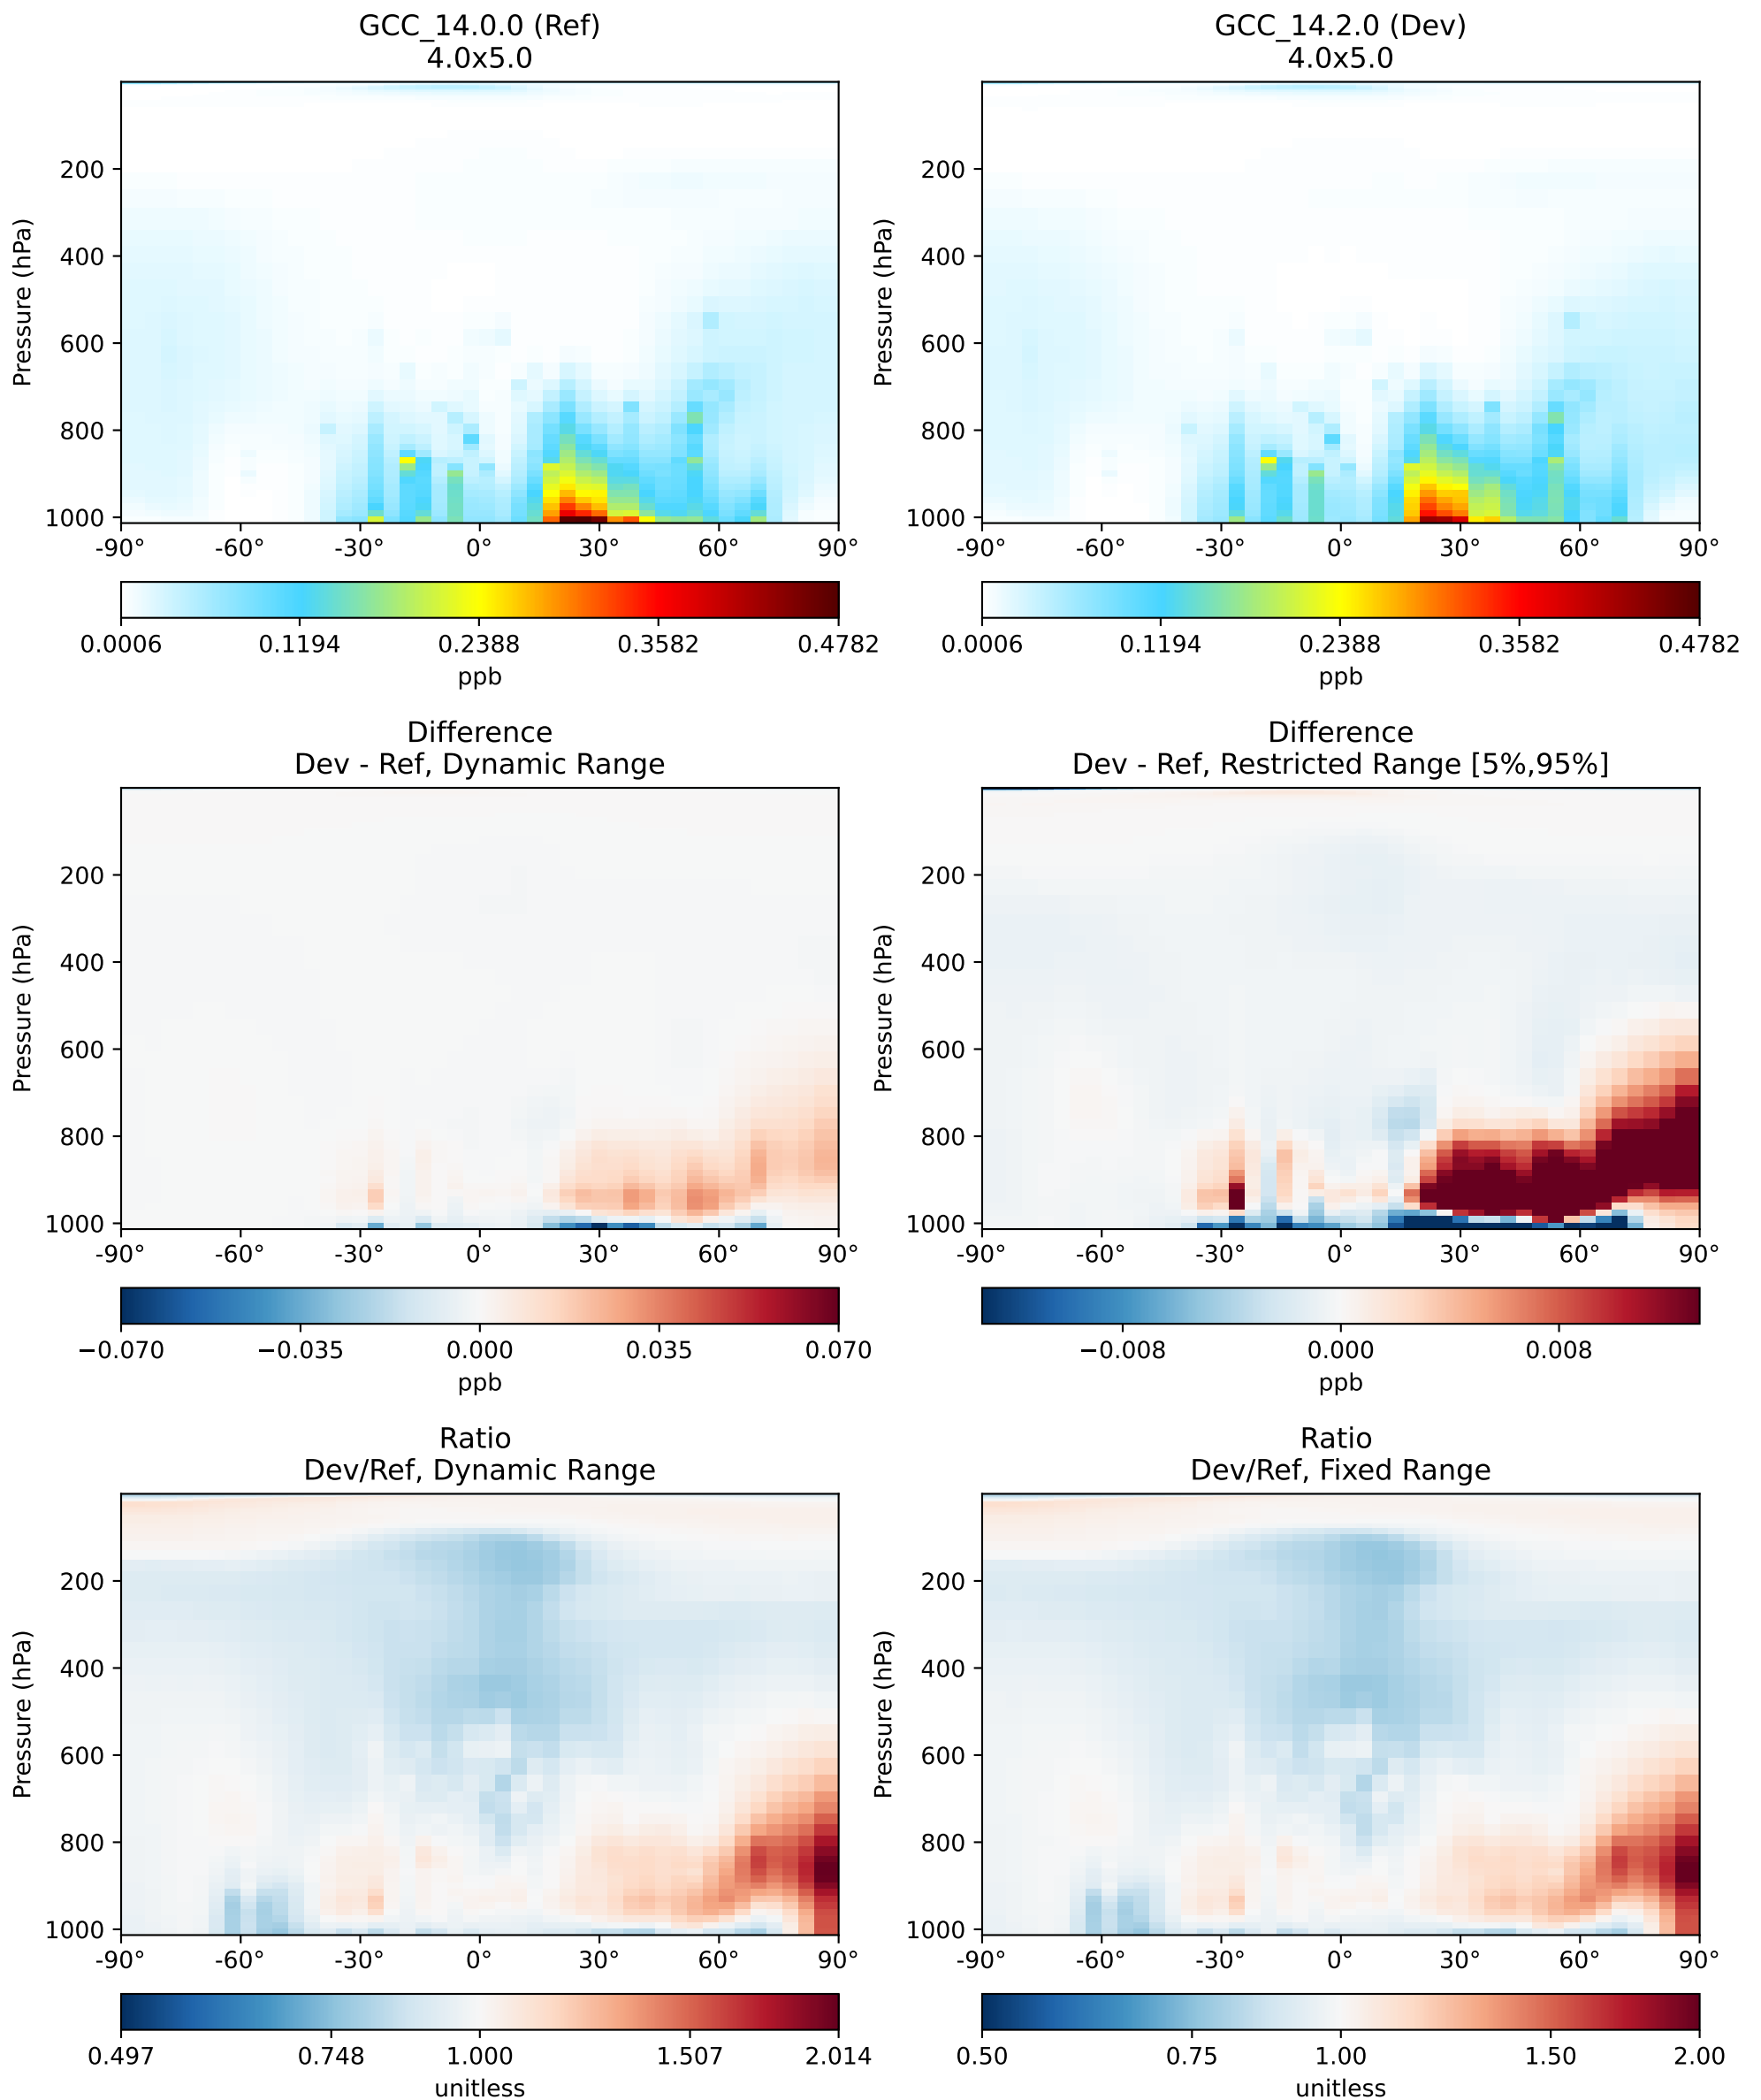 GCC_14.0.0 (Ref)
4.0x5.0
GCC_14.2.0 (Dev)
4.0x5.0
Pressure (hPa)
200
400
600
800
1000
-90° -60° -30° 0° 30° 60° 90°
0.0006 0.1194 0.2388 0.3582 0.4782
ppb
Pressure (hPa)
200
400
600
800
1000
-90° -60° -30° 0° 30° 60° 90°
0.0006 0.1194 0.2388 0.3582 0.4782
ppb
Difference
Dev - Ref, Dynamic Range
Difference
Dev - Ref, Restricted Range [5%,95%]
Pressure (hPa)
200
400
600
800
1000
-90° -60° -30° 0° 30° 60° 90°
−0.070 −0.035 0.000 0.035 0.070
ppb
Pressure (hPa)
200
400
600
800
1000
-90° -60° -30° 0° 30° 60° 90°
−0.008 0.000 0.008
ppb
Ratio
Dev/Ref, Dynamic Range
Ratio
Dev/Ref, Fixed Range
Pressure (hPa)
200
400
600
800
1000
-90° -60° -30° 0° 30° 60° 90°
0.497 0.748 1.000 1.507 2.014
unitless
Pressure (hPa)
200
400
600
800
1000
-90° -60° -30° 0° 30° 60° 90°
0.50 0.75 1.00 1.50 2.00
unitless